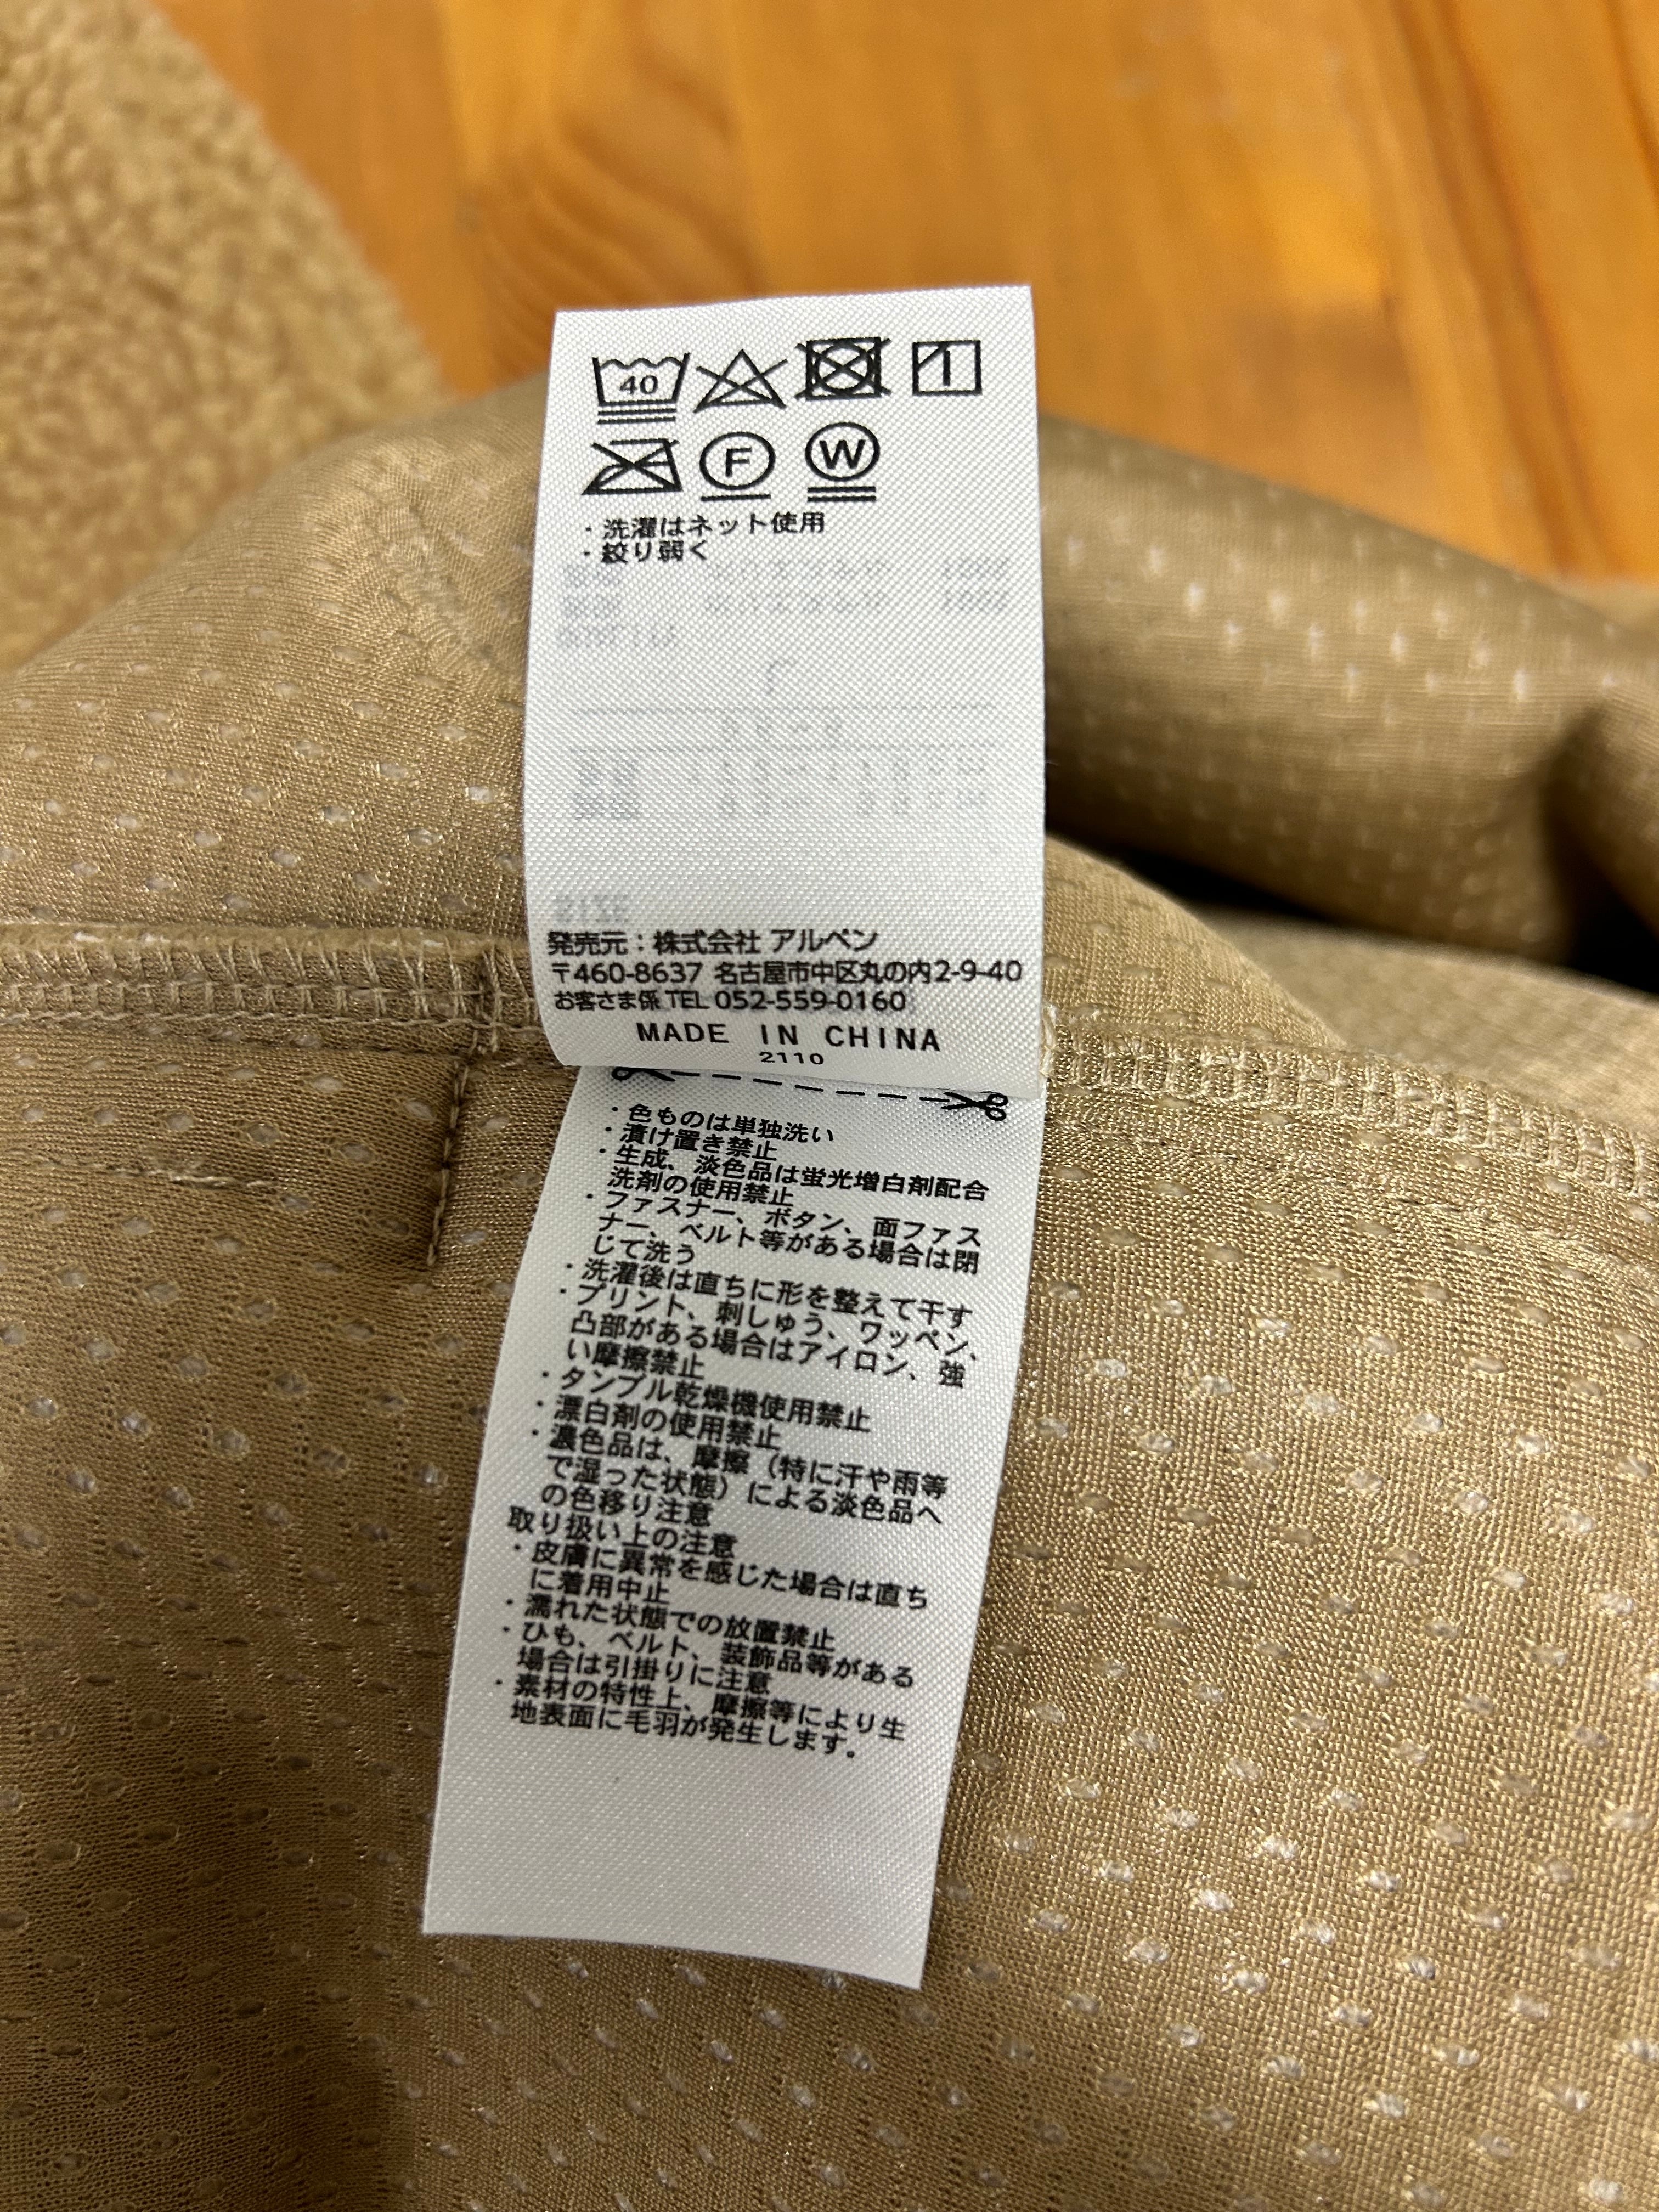 40
F W
・洗濯はネット使用
・絞り弱く
発売元：株式会社 アルペン
〒460-8637 名古屋市中区丸の内2-9-40
お客さま係 TEL 052-559-0160
MADE IN CHINA
2110
・色ものは単独洗い
・漬け置き禁止
・生成、淡色品は蛍光増白剤配合
洗剤の使用禁止
・ファスナー、ボタン、面ファス
ナー、ベルト等がある場合は閉
じて洗う
・洗濯後は直ちに形を整えて干す
・プリント、刺しゅう、ワッペン、
凸部がある場合はアイロン、強
い摩擦禁止
・タンブル乾燥機使用禁止
・漂白剤の使用禁止
・濃色品は、摩擦（特に汗や雨等
で湿った状態）による淡色品へ
の色移り注意
取り扱い上の注意
・皮膚に異常を感じた場合は直ち
に着用中止
・濡れた状態での放置禁止
・ひも、ベルト、装飾品等がある
場合は引掛りに注意
・素材の特性上、摩擦等により生
地表面に毛羽が発生します。